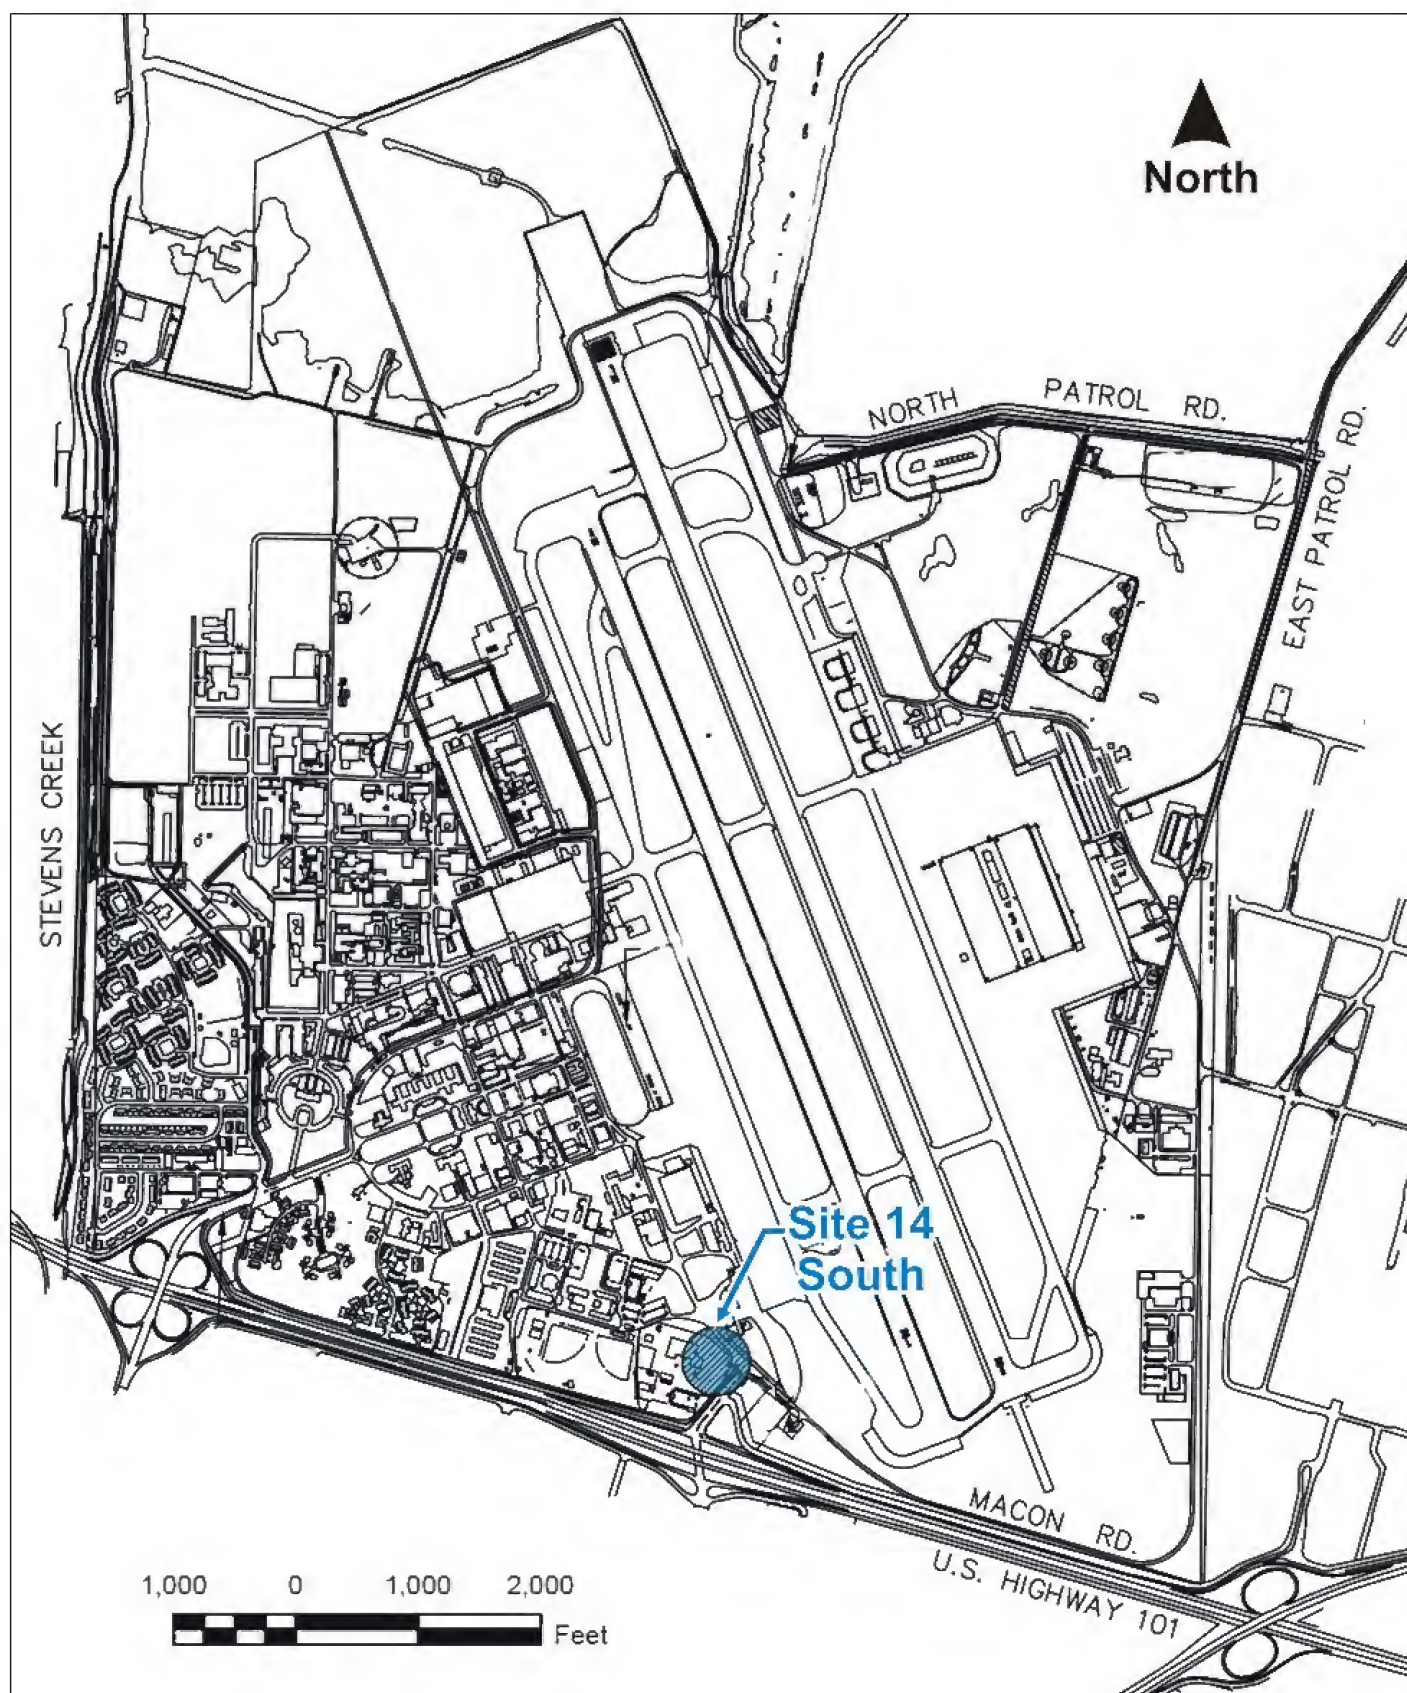 North
NORTH PATROL RD.
EAST PATROL RD.
STEVENS CREEK
Site 14
South
MACON RD.
U.S. HIGHWAY 101
1,000 0 1,000 2,000
Feet